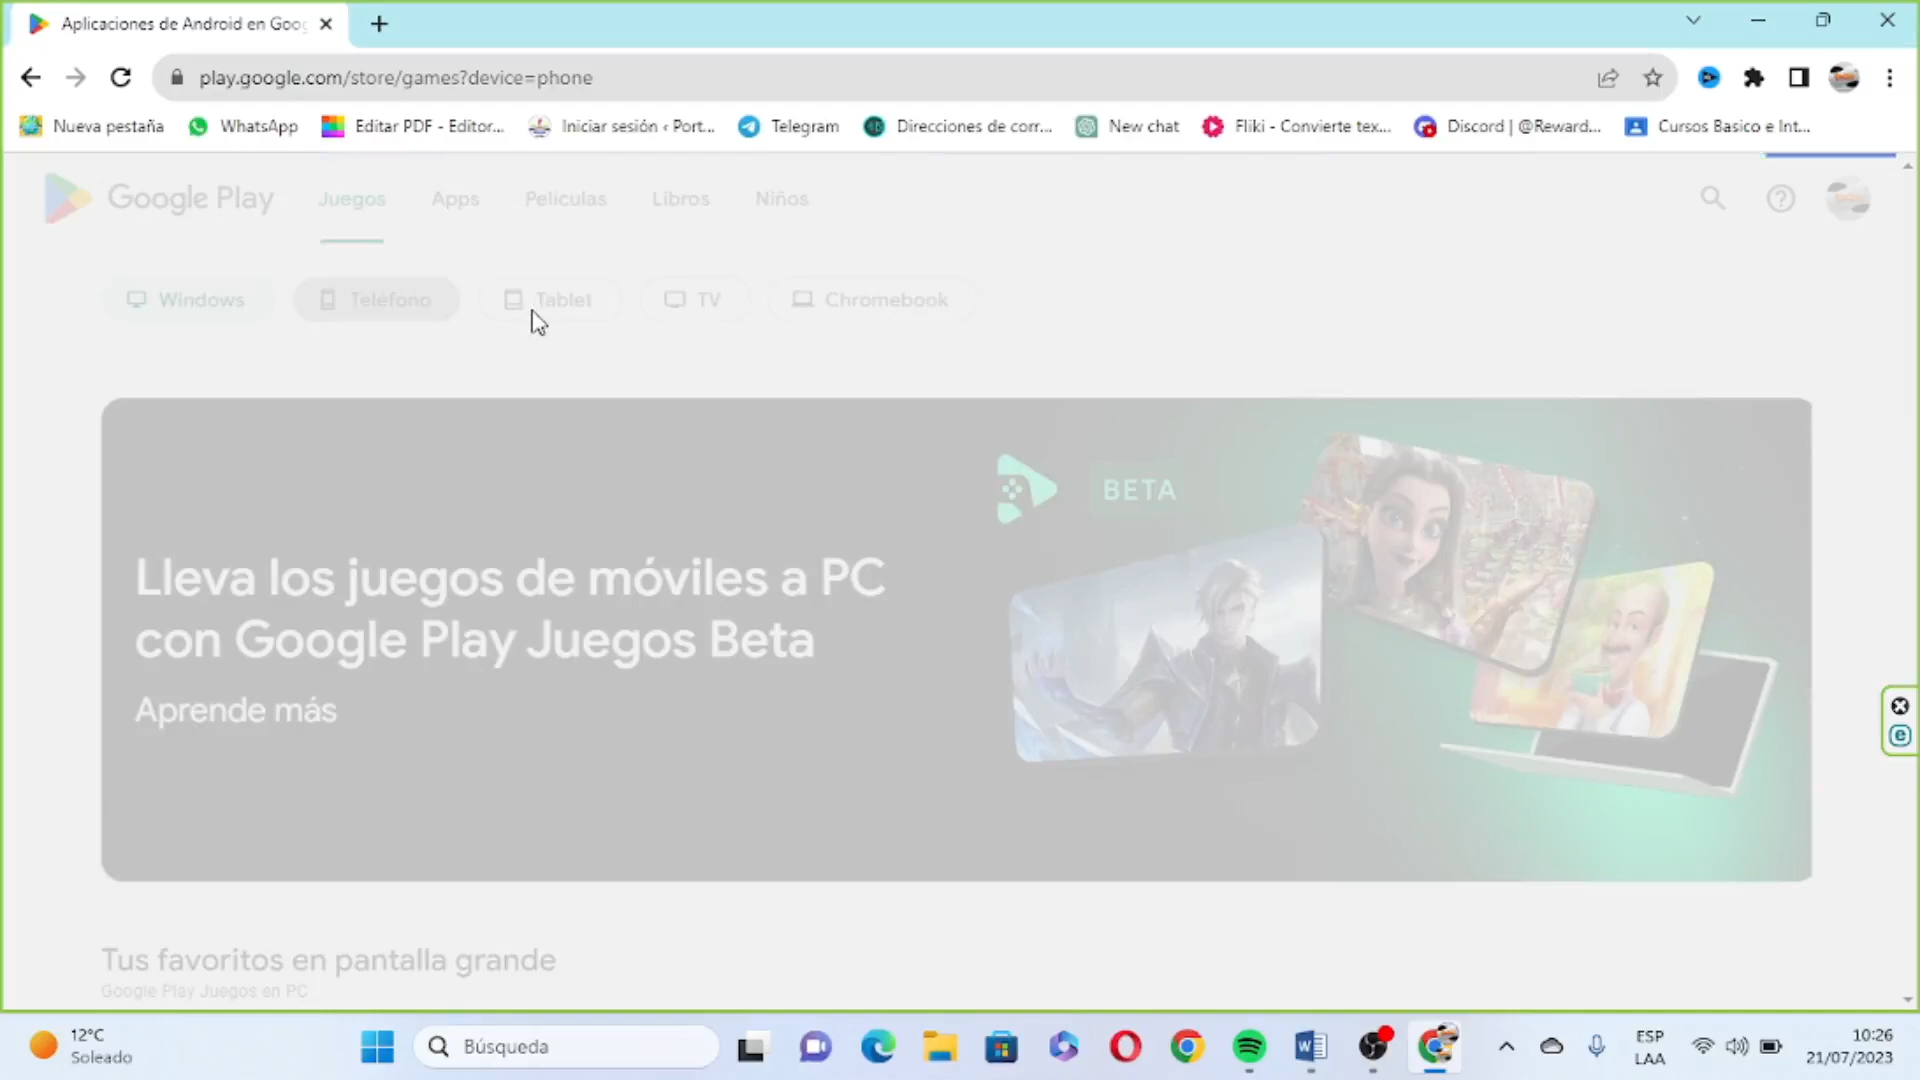 Aplicaciones de Android en Goog
play.google.com/store/games?device=phone
Nueva pestaña
WhatsApp
Editar PDF - Editor...
Iniciar sesión ‹ Port...
Telegram
Direcciones de corr...
New chat
Fliki - Convierte tex...
Discord | @Reward...
Cursos Basico e Int...
Google Play
Juegos
Apps
Películas
Libros
Niños
Windows
Teléfono
Tablet
TV
Chromebook
BETA
Lleva los juegos de móviles a PC
con Google Play Juegos Beta
Aprende más
Tus favoritos en pantalla grande
Google Play Juegos en PC
12°C
Soleado
Búsqueda
ESP
LAA
10:26
21/07/2023